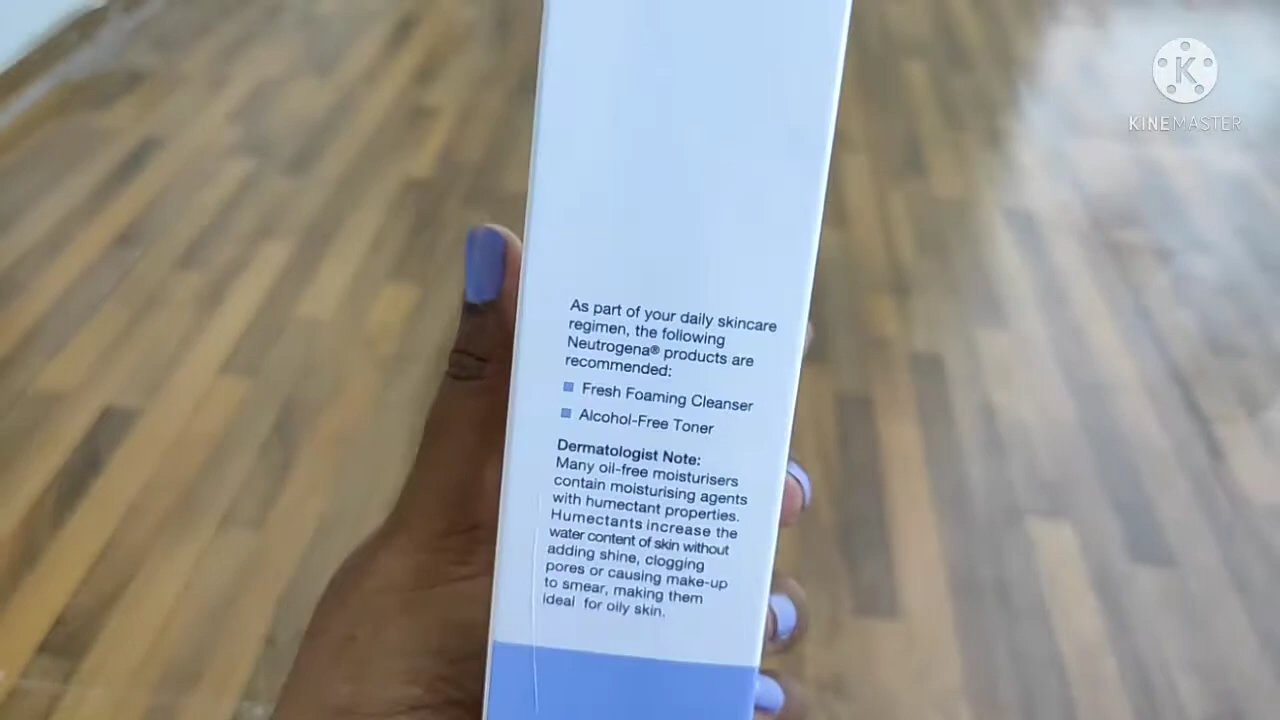 K
KINEMASTER
As part of your daily skincare
regimen, the following
Neutrogena® products are
recommended:
Fresh Foaming Cleanser
Alcohol-Free Toner
Dermatologist Note:
Many oil-free moisturisers
contain moisturising agents
with humectant properties.
Humectants increase the
water content of skin without
adding shine, clogging
pores or causing make-up
to smear, making them
ideal for oily skin.